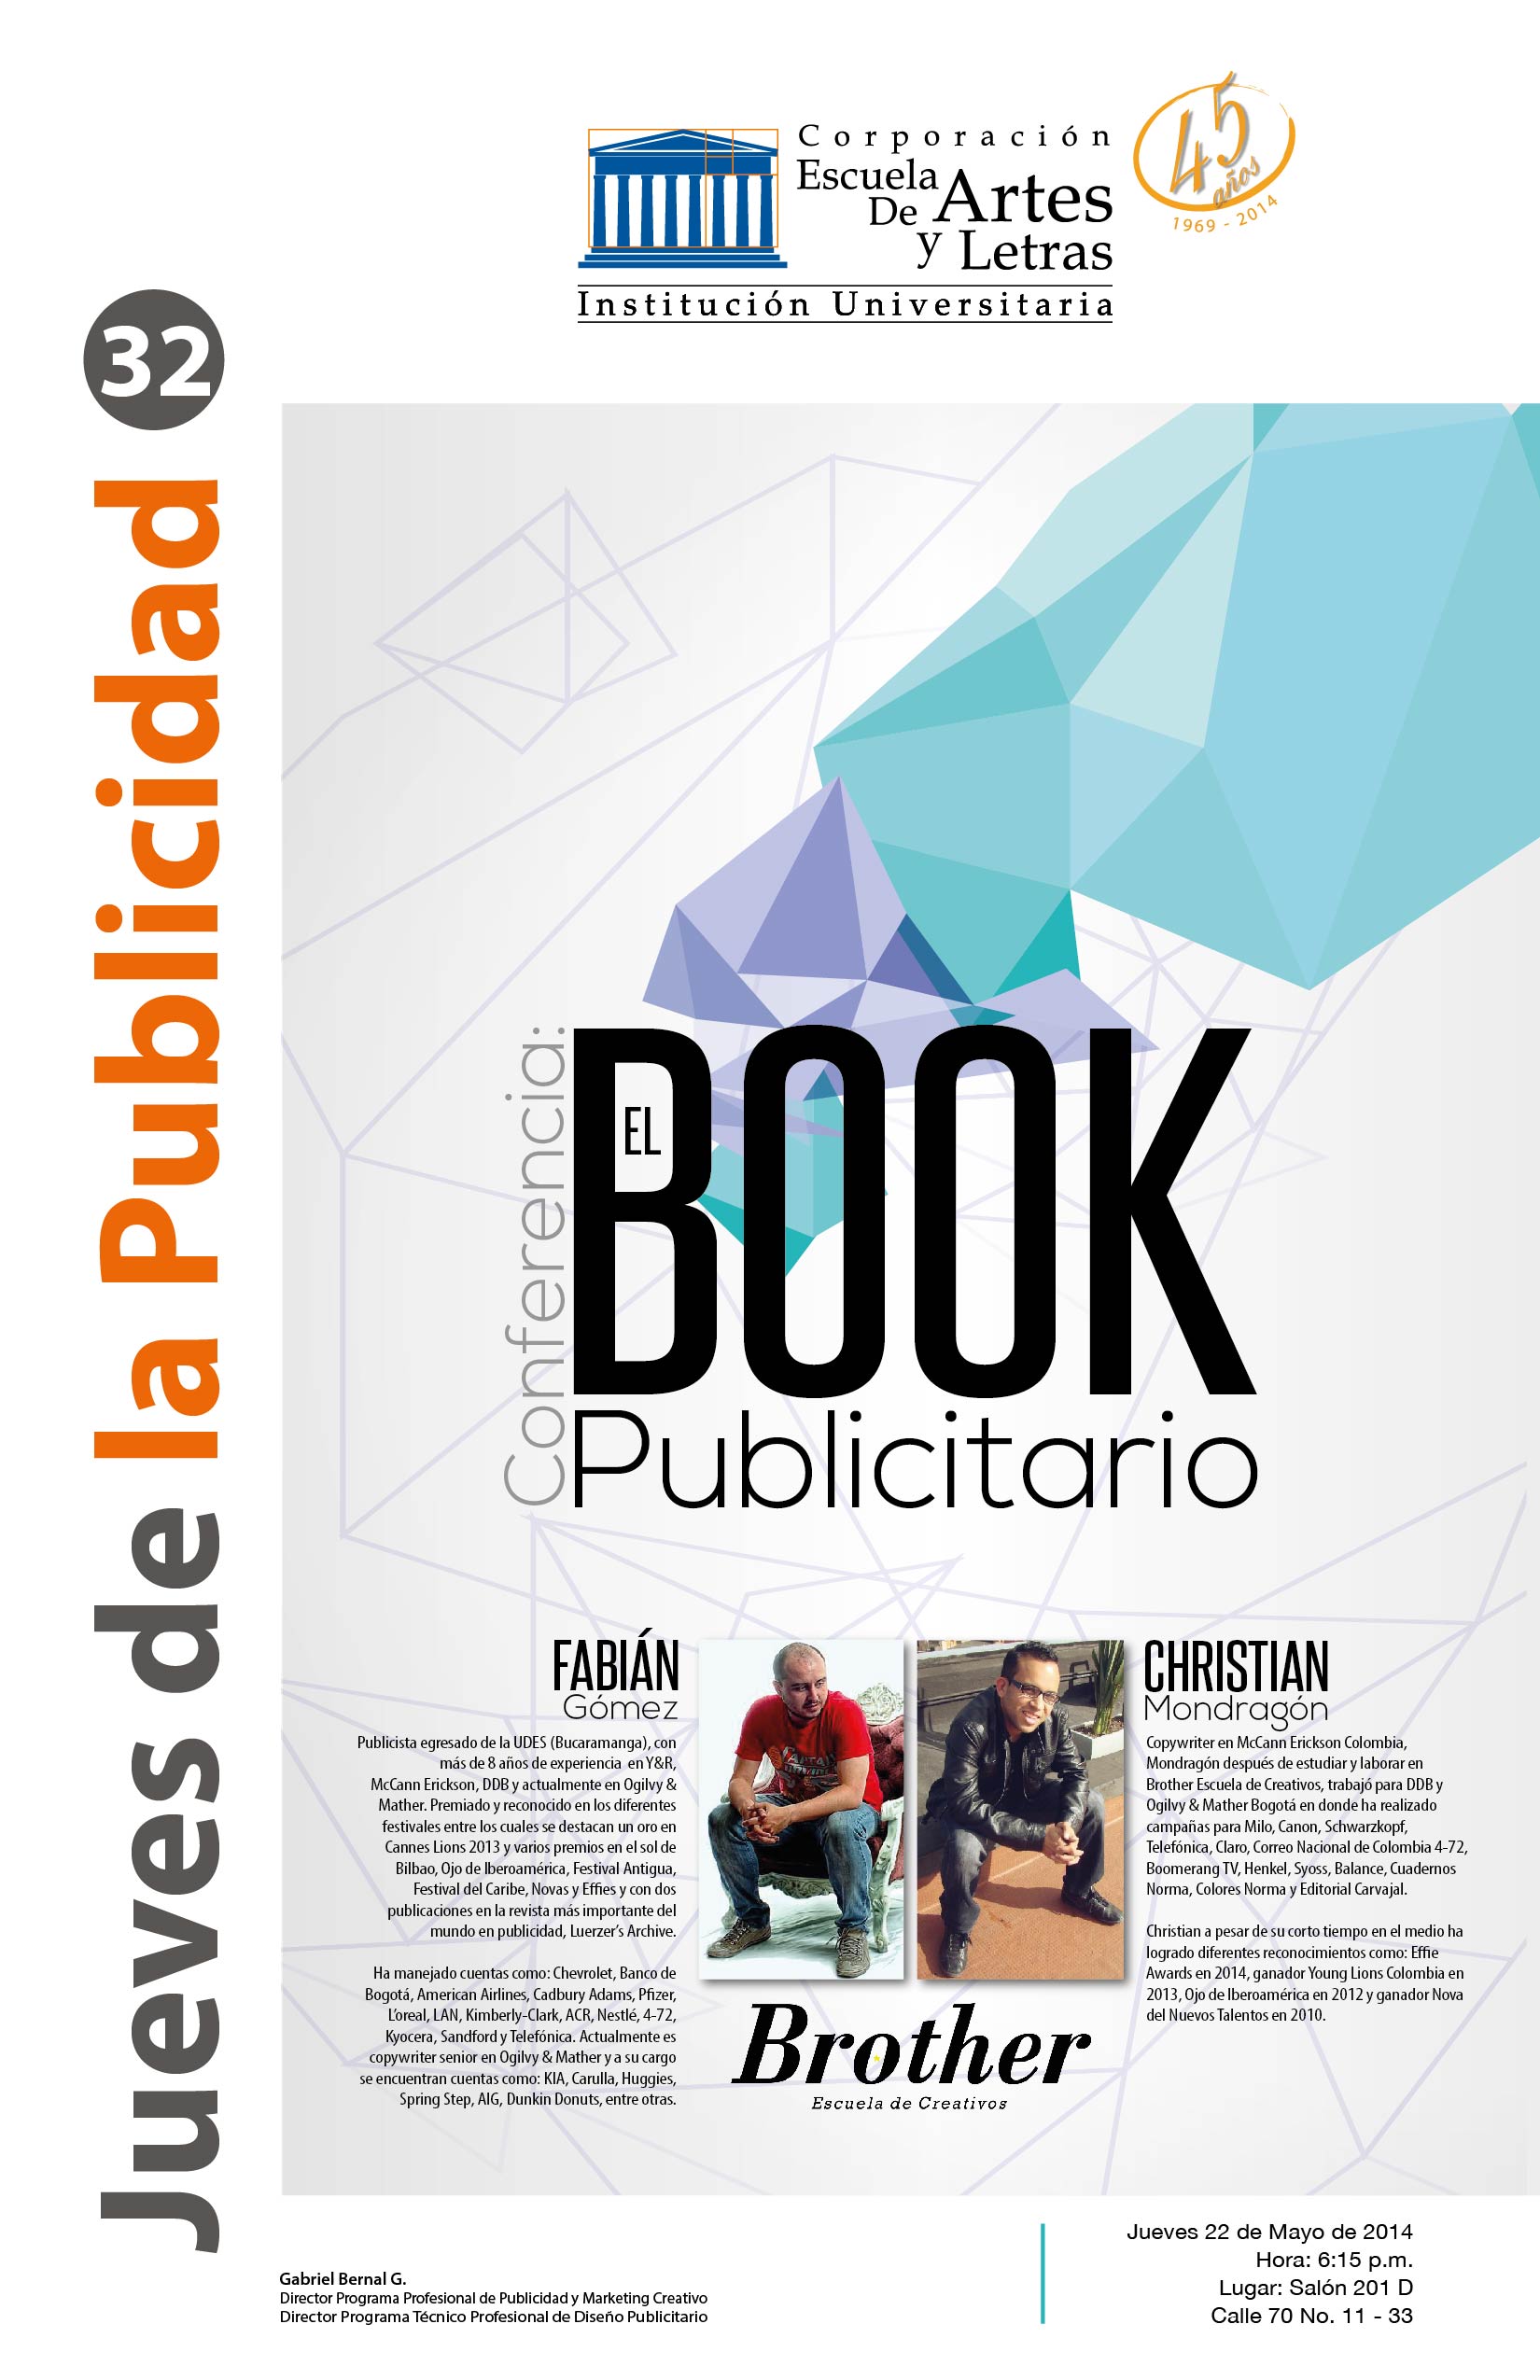 Corporación
Escuela
De Artes
y Letras
Institución Universitaria
45
años
1969 - 2014
Jueves de la Publicidad 32
Conferencia:
EL
BOOK
Publicitario
FABIÁN
Gómez
Publicista egresado de la UDES (Bucaramanga), con
más de 8 años de experiencia en Y&R,
McCann Erickson, DDB y actualmente en Ogilvy &
Mather. Premiado y reconocido en los diferentes
festivales entre los cuales se destacan un oro en
Cannes Lions 2013 y varios premios en el sol de
Bilbao, Ojo de Iberoamérica, Festival Antigua,
Festival del Caribe, Novas y Effies y con dos
publicaciones en la revista más importante del
mundo en publicidad, Luerzer's Archive.
Ha manejado cuentas como: Chevrolet, Banco de
Bogotá, American Airlines, Cadbury Adams, Pfizer,
L'oreal, LAN, Kimberly-Clark, ACR, Nestlé, 4-72,
Kyocera, Sandford y Telefónica. Actualmente es
copywriter senior en Ogilvy & Mather y a su cargo
se encuentran cuentas como: KIA, Carulla, Huggies,
Spring Step, AIG, Dunkin Donuts, entre otras.
CHRISTIAN
Mondragón
Copywriter en McCann Erickson Colombia,
Mondragón después de estudiar y laborar en
Brother Escuela de Creativos, trabajó para DDB y
Ogilvy & Mather Bogotá en donde ha realizado
campañas para Milo, Canon, Schwarzkopf,
Telefónica, Claro, Correo Nacional de Colombia 4-72,
Boomerang TV, Henkel, Syoss, Balance, Cuadernos
Norma, Colores Norma y Editorial Carvajal.
Christian a pesar de su corto tiempo en el medio ha
logrado diferentes reconocimientos como: Effie
Awards en 2014, ganador Young Lions Colombia en
2013, Ojo de Iberoamérica en 2012 y ganador Nova
del Nuevos Talentos en 2010.
Brother
Escuela de Creativos
Gabriel Bernal G.
Director Programa Profesional de Publicidad y Marketing Creativo
Director Programa Técnico Profesional de Diseño Publicitario
Jueves 22 de Mayo de 2014
Hora: 6:15 p.m.
Lugar: Salón 201 D
Calle 70 No. 11 - 33